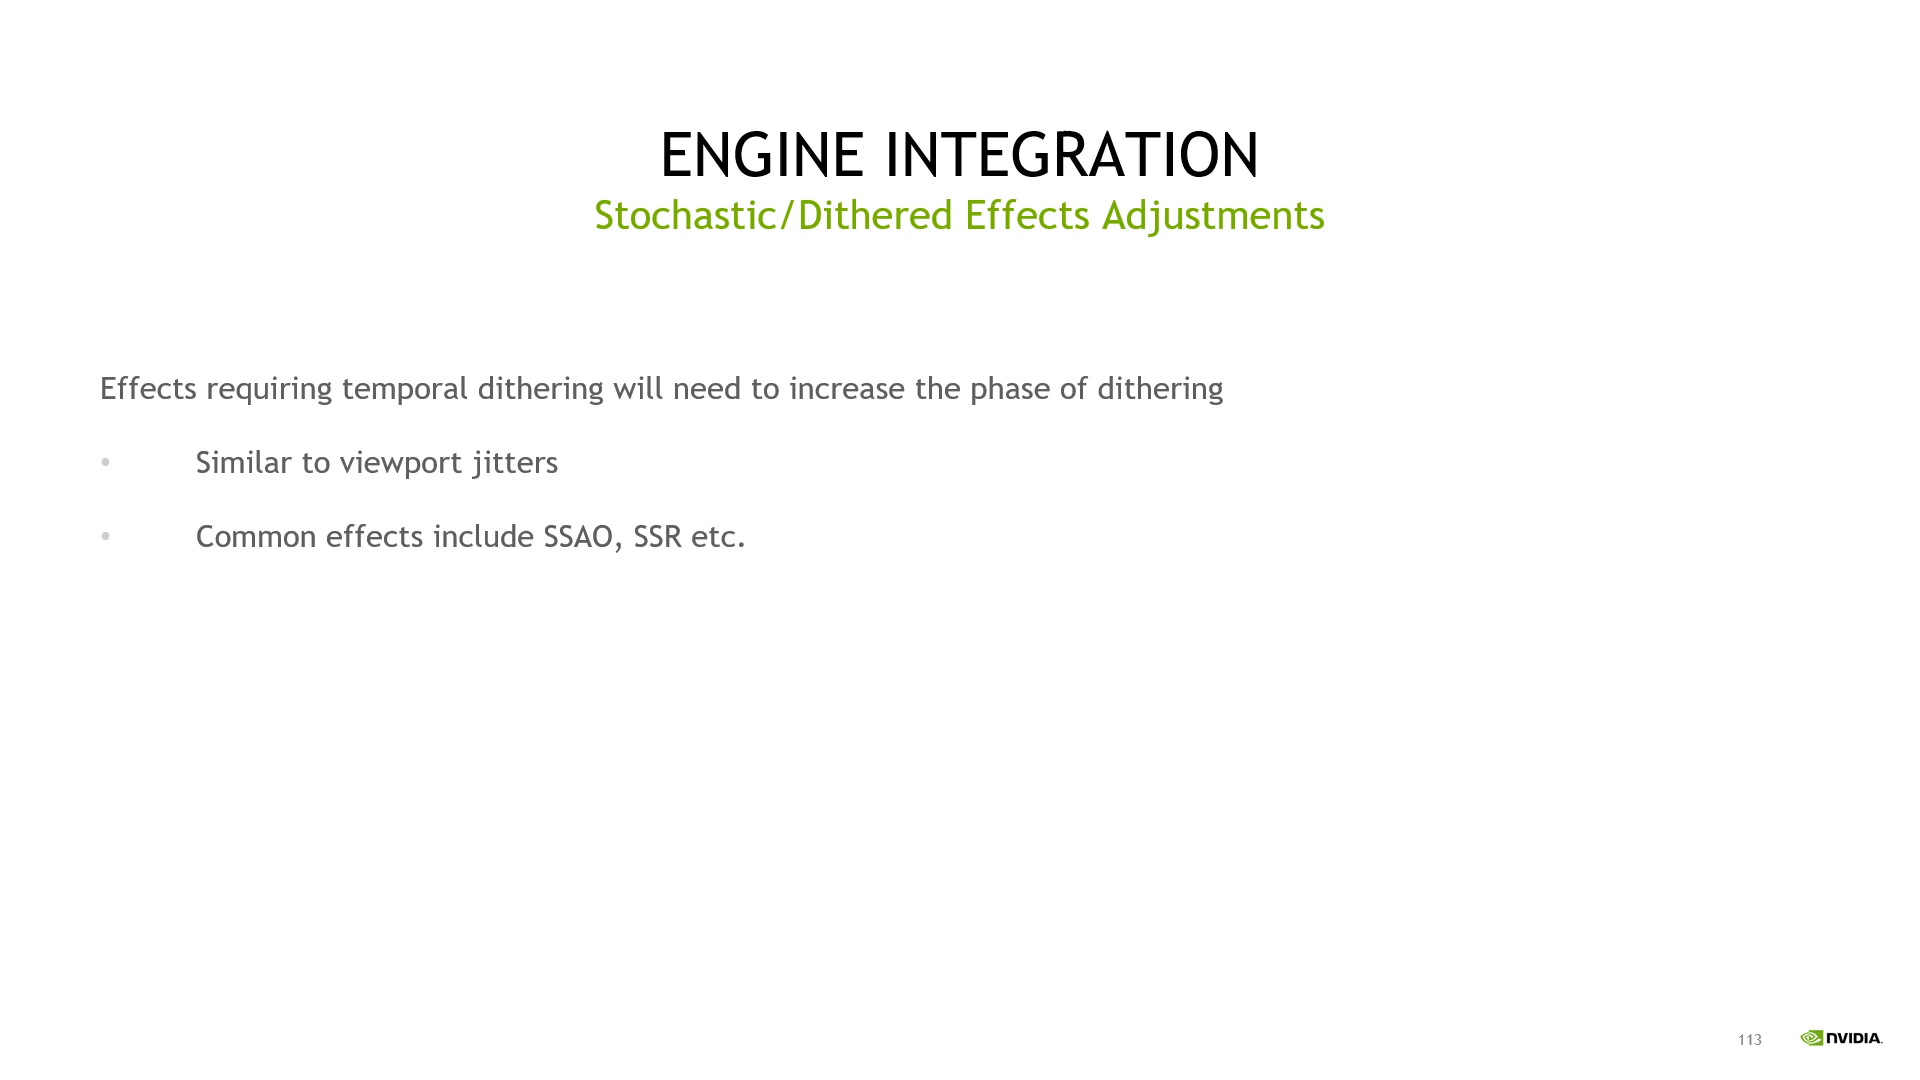 ENGINE INTEGRATION
Stochastic/Dithered Effects Adjustments
Effects requiring temporal dithering will need to increase the phase of dithering
• Similar to viewport jitters
• Common effects include SSAO, SSR etc.
113
NVIDIA.